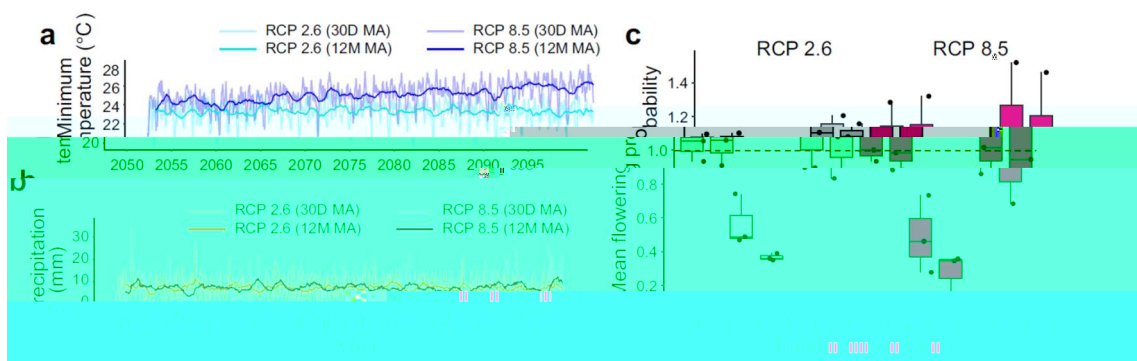 a
RCP 2.6 (30D MA)
RCP 8.5 (30D MA)
RCP 2.6 (12M MA)
RCP 8.5 (12M MA)
Minimum
(°C)
28
26
24
22
20
2050 2055 2060 2065 2070 2075 2080 2085 2090 2095
b
RCP 2.6 (30D MA)
RCP 8.5 (30D MA)
RCP 2.6 (12M MA)
RCP 8.5 (12M MA)
(mm)
30
20
10
0
c
RCP 2.6
RCP 8.5
Mean flowering
1.4
1.2
1.0
0.8
0.6
0.4
0.2